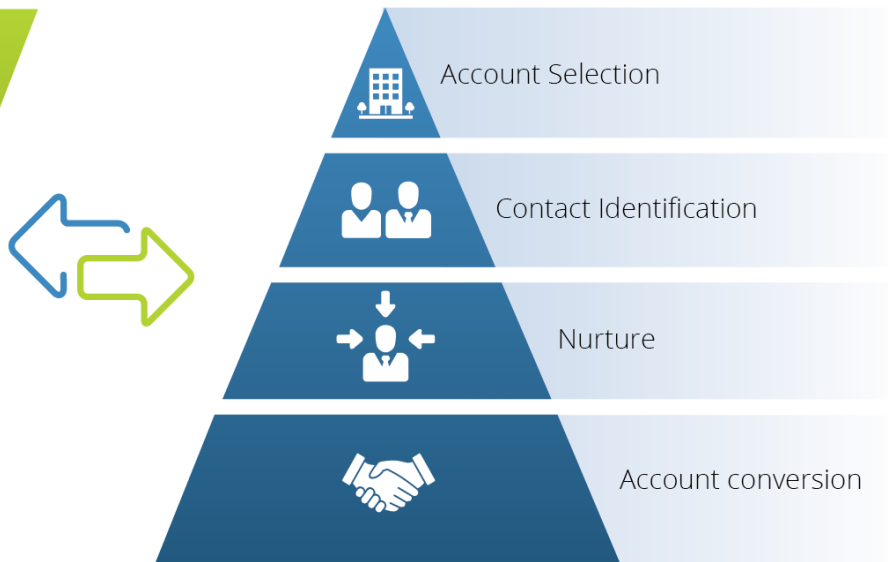 Account Selection
Contact Identification
Nurture
Account conversion